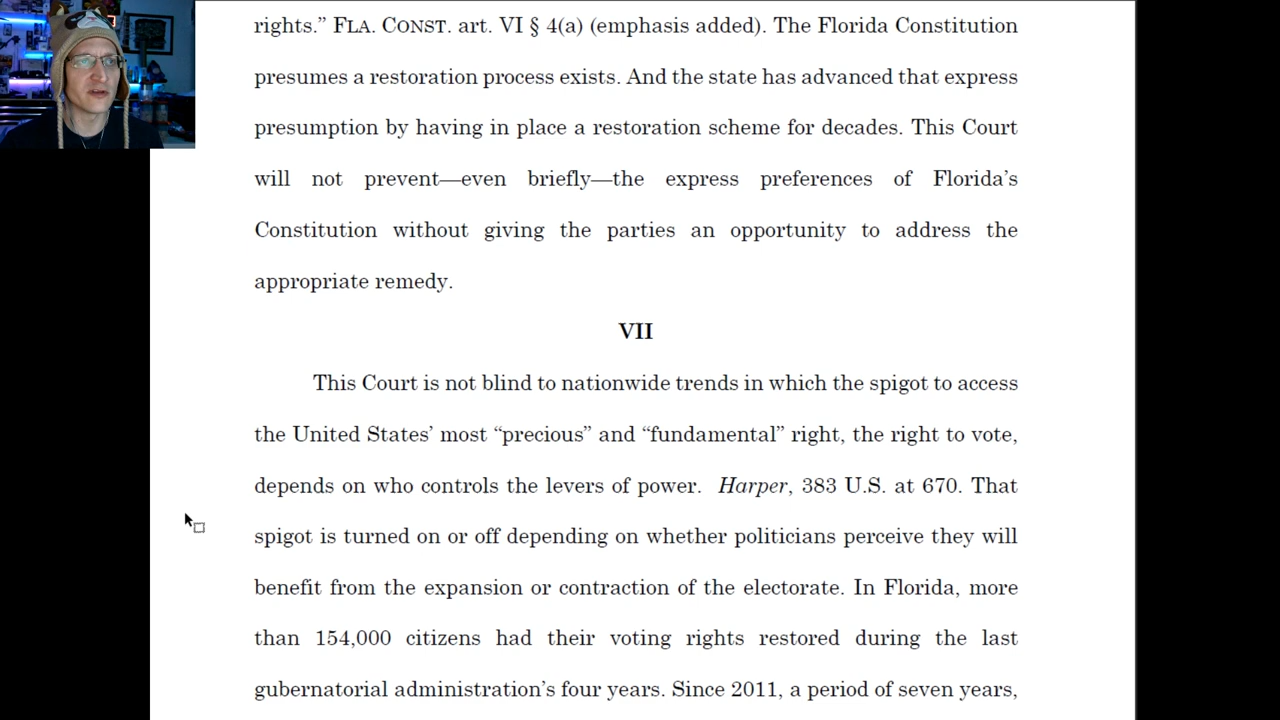 rights.” FLA. CONST. art. VI § 4(a) (emphasis added). The Florida Constitution
presumes a restoration process exists. And the state has advanced that express
presumption by having in place a restoration scheme for decades. This Court
will not prevent—even briefly—the express preferences of Florida’s
Constitution without giving the parties an opportunity to address the
appropriate remedy.
VII
This Court is not blind to nationwide trends in which the spigot to access
the United States’ most “precious” and “fundamental” right, the right to vote,
depends on who controls the levers of power. Harper, 383 U.S. at 670. That
spigot is turned on or off depending on whether politicians perceive they will
benefit from the expansion or contraction of the electorate. In Florida, more
than 154,000 citizens had their voting rights restored during the last
gubernatorial administration’s four years. Since 2011, a period of seven years,